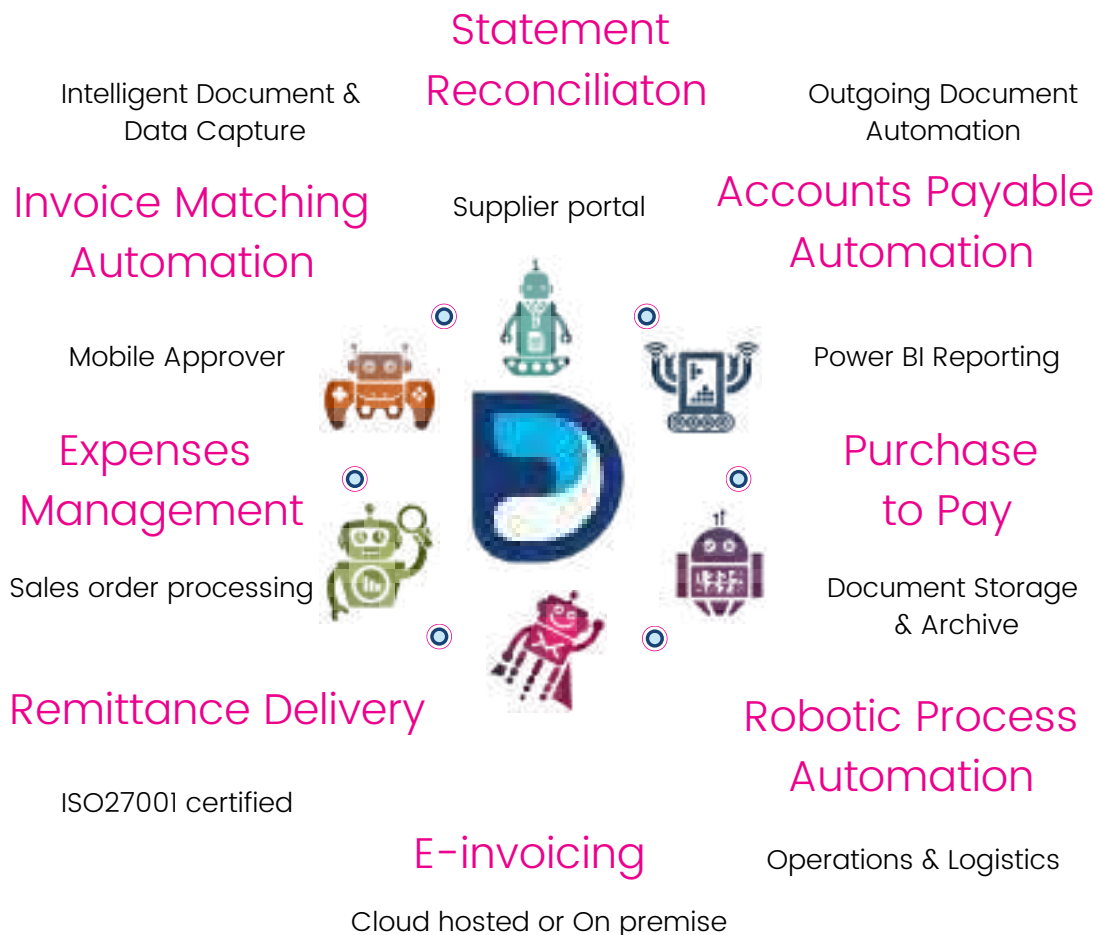 Statement
Reconciliaton
Intelligent Document &
Data Capture
Outgoing Document
Automation
Invoice Matching
Automation
Supplier portal
Accounts Payable
Automation
Mobile Approver
Power BI Reporting
Expenses
Management
Purchase
to Pay
Sales order processing
Document Storage
& Archive
Remittance Delivery
Robotic Process
Automation
ISO27001 certified
E-invoicing
Operations & Logistics
Cloud hosted or On premise